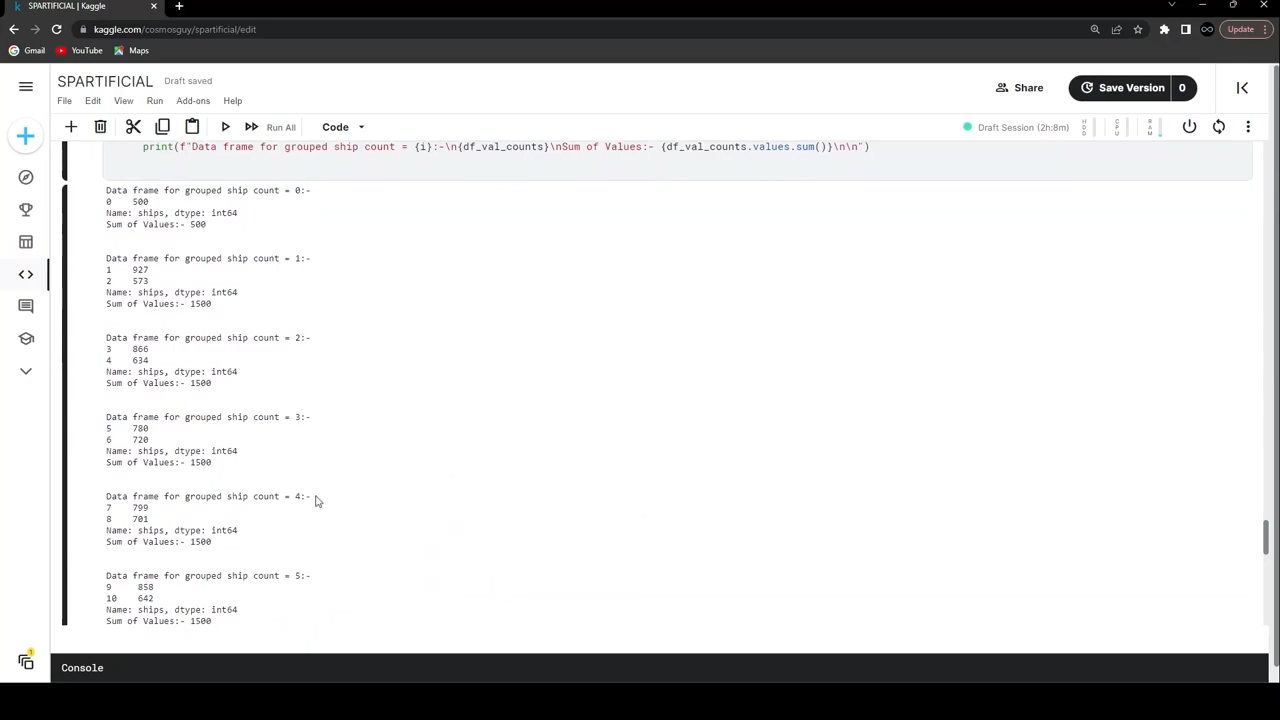 SPARTIFICIAL | Kaggle
kaggle.com/cosmosguy/spartificial/edit
Update
Gmail YouTube Maps
SPARTIFICIAL Draft saved
Share
Save Version 0
File Edit View Run Add-ons Help
Run All Code
Draft Session (2h:8m)
HDD
CPU
RAM
print(f"Data frame for grouped ship count = {i}:-\n{df_val_counts}\nSum of Values:- {df_val_counts.values.sum()}\n\n")
Data frame for grouped ship count = 0:-
0 500
Name: ships, dtype: int64
Sum of Values:- 500
Data frame for grouped ship count = 1:-
1 927
2 573
Name: ships, dtype: int64
Sum of Values:- 1500
Data frame for grouped ship count = 2:-
3 866
4 634
Name: ships, dtype: int64
Sum of Values:- 1500
Data frame for grouped ship count = 3:-
5 780
6 720
Name: ships, dtype: int64
Sum of Values:- 1500
Data frame for grouped ship count = 4:-
7 799
8 701
Name: ships, dtype: int64
Sum of Values:- 1500
Data frame for grouped ship count = 5:-
9 858
10 642
Name: ships, dtype: int64
Sum of Values:- 1500
1
Console